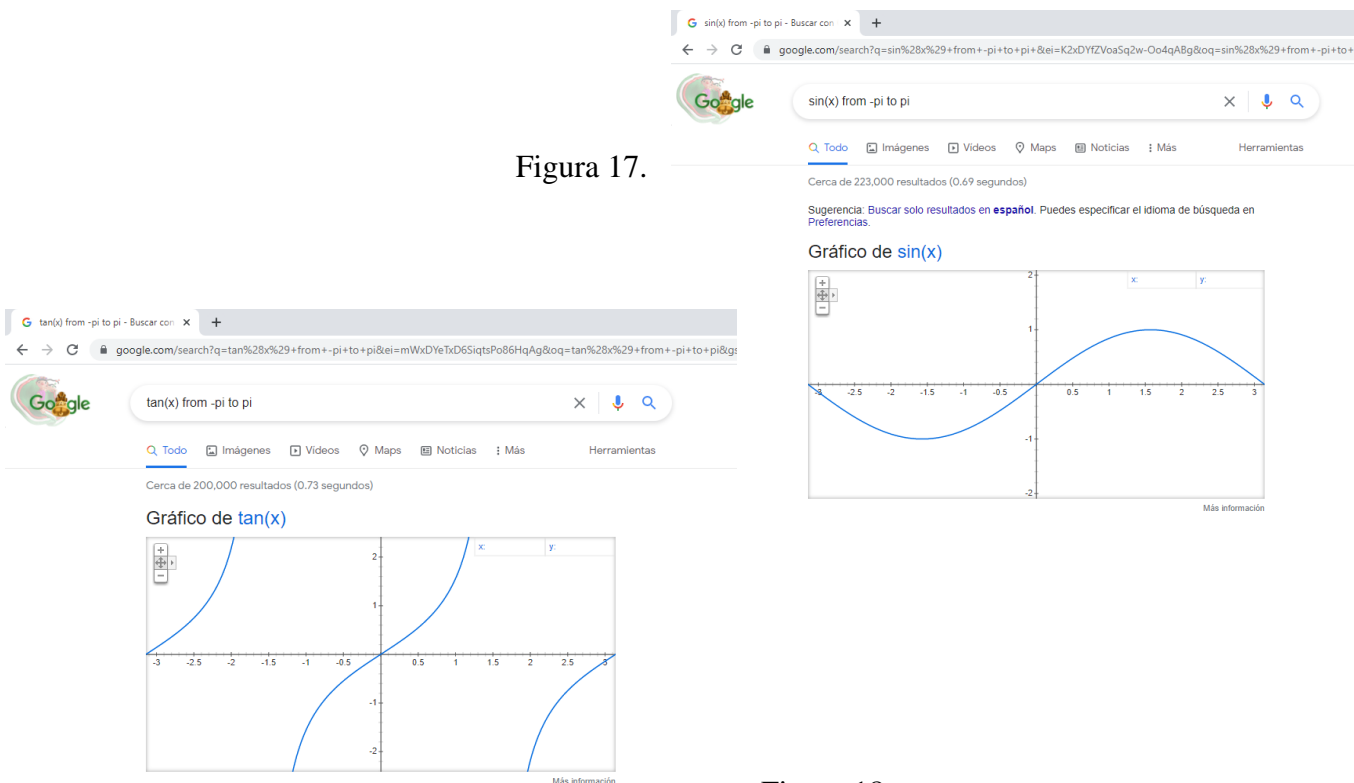 sin(x) from -pi to pi - Buscar con
google.com/search?q=sin%28x%29+from+-pi+to+pi+&ei=K2xDYfZVoaSq2w-Oo4qABg&oq=sin%28x%29+from+-pi+to+
Google
sin(x) from -pi to pi
Todo Imágenes Videos Maps Noticias Más Herramientas
Figura 17.
Cerca de 223,000 resultados (0.69 segundos)
Sugerencia: Buscar solo resultados en español. Puedes especificar el idioma de búsqueda en
Preferencias.
Gráfico de sin(x)
x: y:
2
1
-3 -2.5 -2 -1.5 -1 -0.5 0.5 1 1.5 2 2.5 3
-1
-2
Más información
tan(x) from -pi to pi - Buscar con
google.com/search?q=tan%28x%29+from+-pi+to+pi&ei=mWxDYeTxD6SiqtsPo86HqAg&oq=tan%28x%29+from+-pi+to+pi&gs
Google
tan(x) from -pi to pi
Todo Imágenes Videos Maps Noticias Más Herramientas
Cerca de 200,000 resultados (0.73 segundos)
Gráfico de tan(x)
x: y:
2
1
-3 -2.5 -2 -1.5 -1 -0.5 0.5 1 1.5 2 2.5 3
-1
-2
Más información